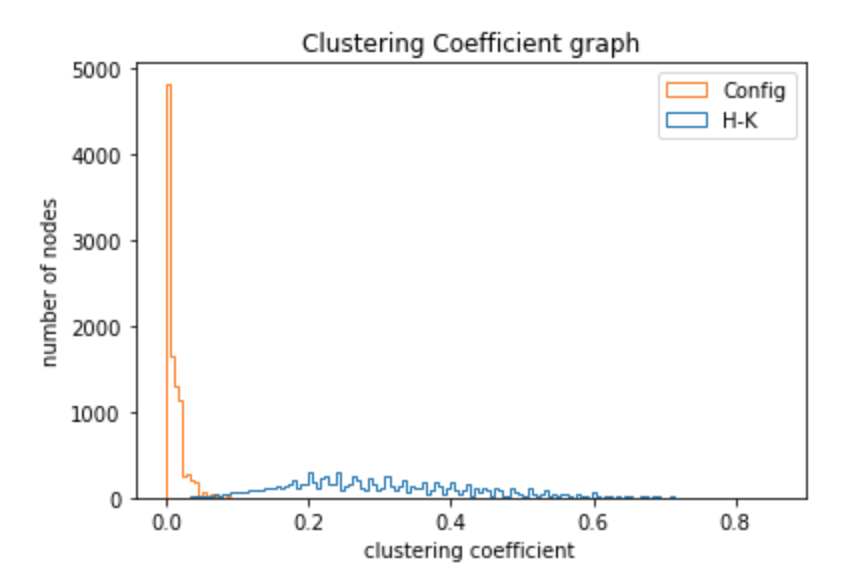 Clustering Coefficient graph
Config
H-K
number of nodes
5000
4000
3000
2000
1000
0
0.0 0.2 0.4 0.6 0.8
clustering coefficient